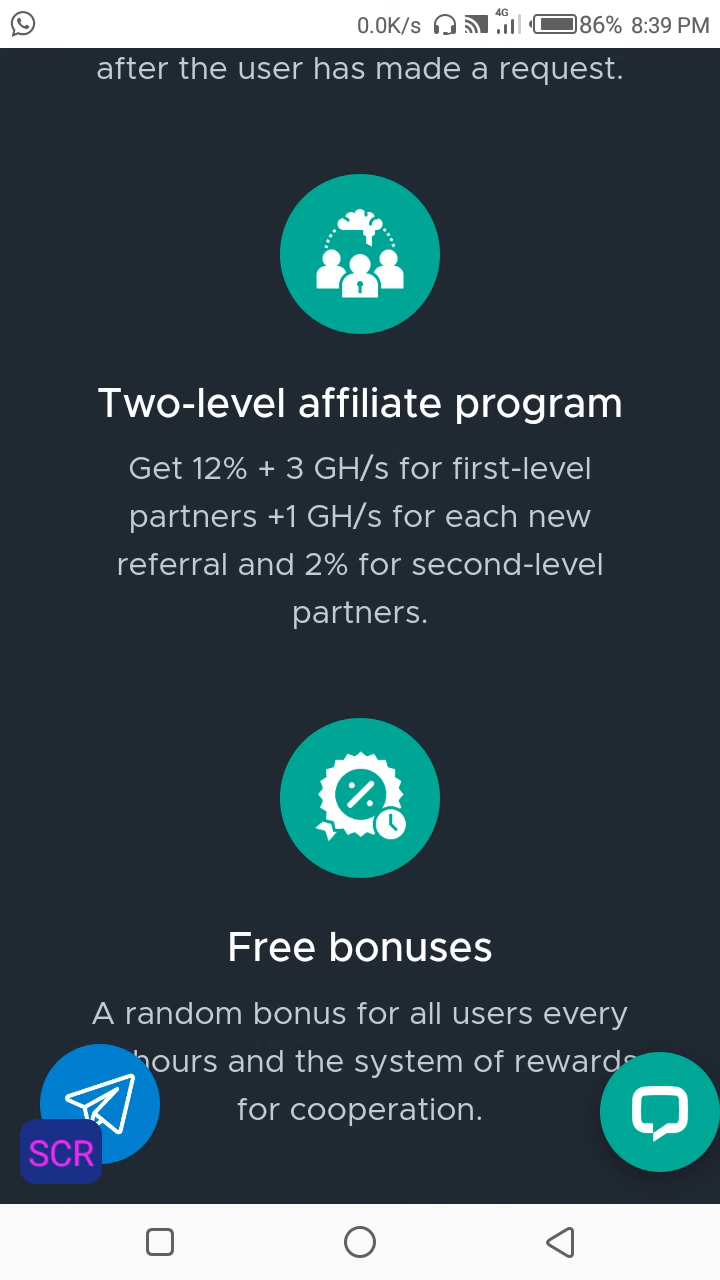 0.0K/s 4G 86% 8:39 PM
after the user has made a request.
Two-level affiliate program
Get 12% + 3 GH/s for first-level
partners +1 GH/s for each new
referral and 2% for second-level
partners.
Free bonuses
A random bonus for all users every
hours and the system of rewards
for cooperation.
SCR